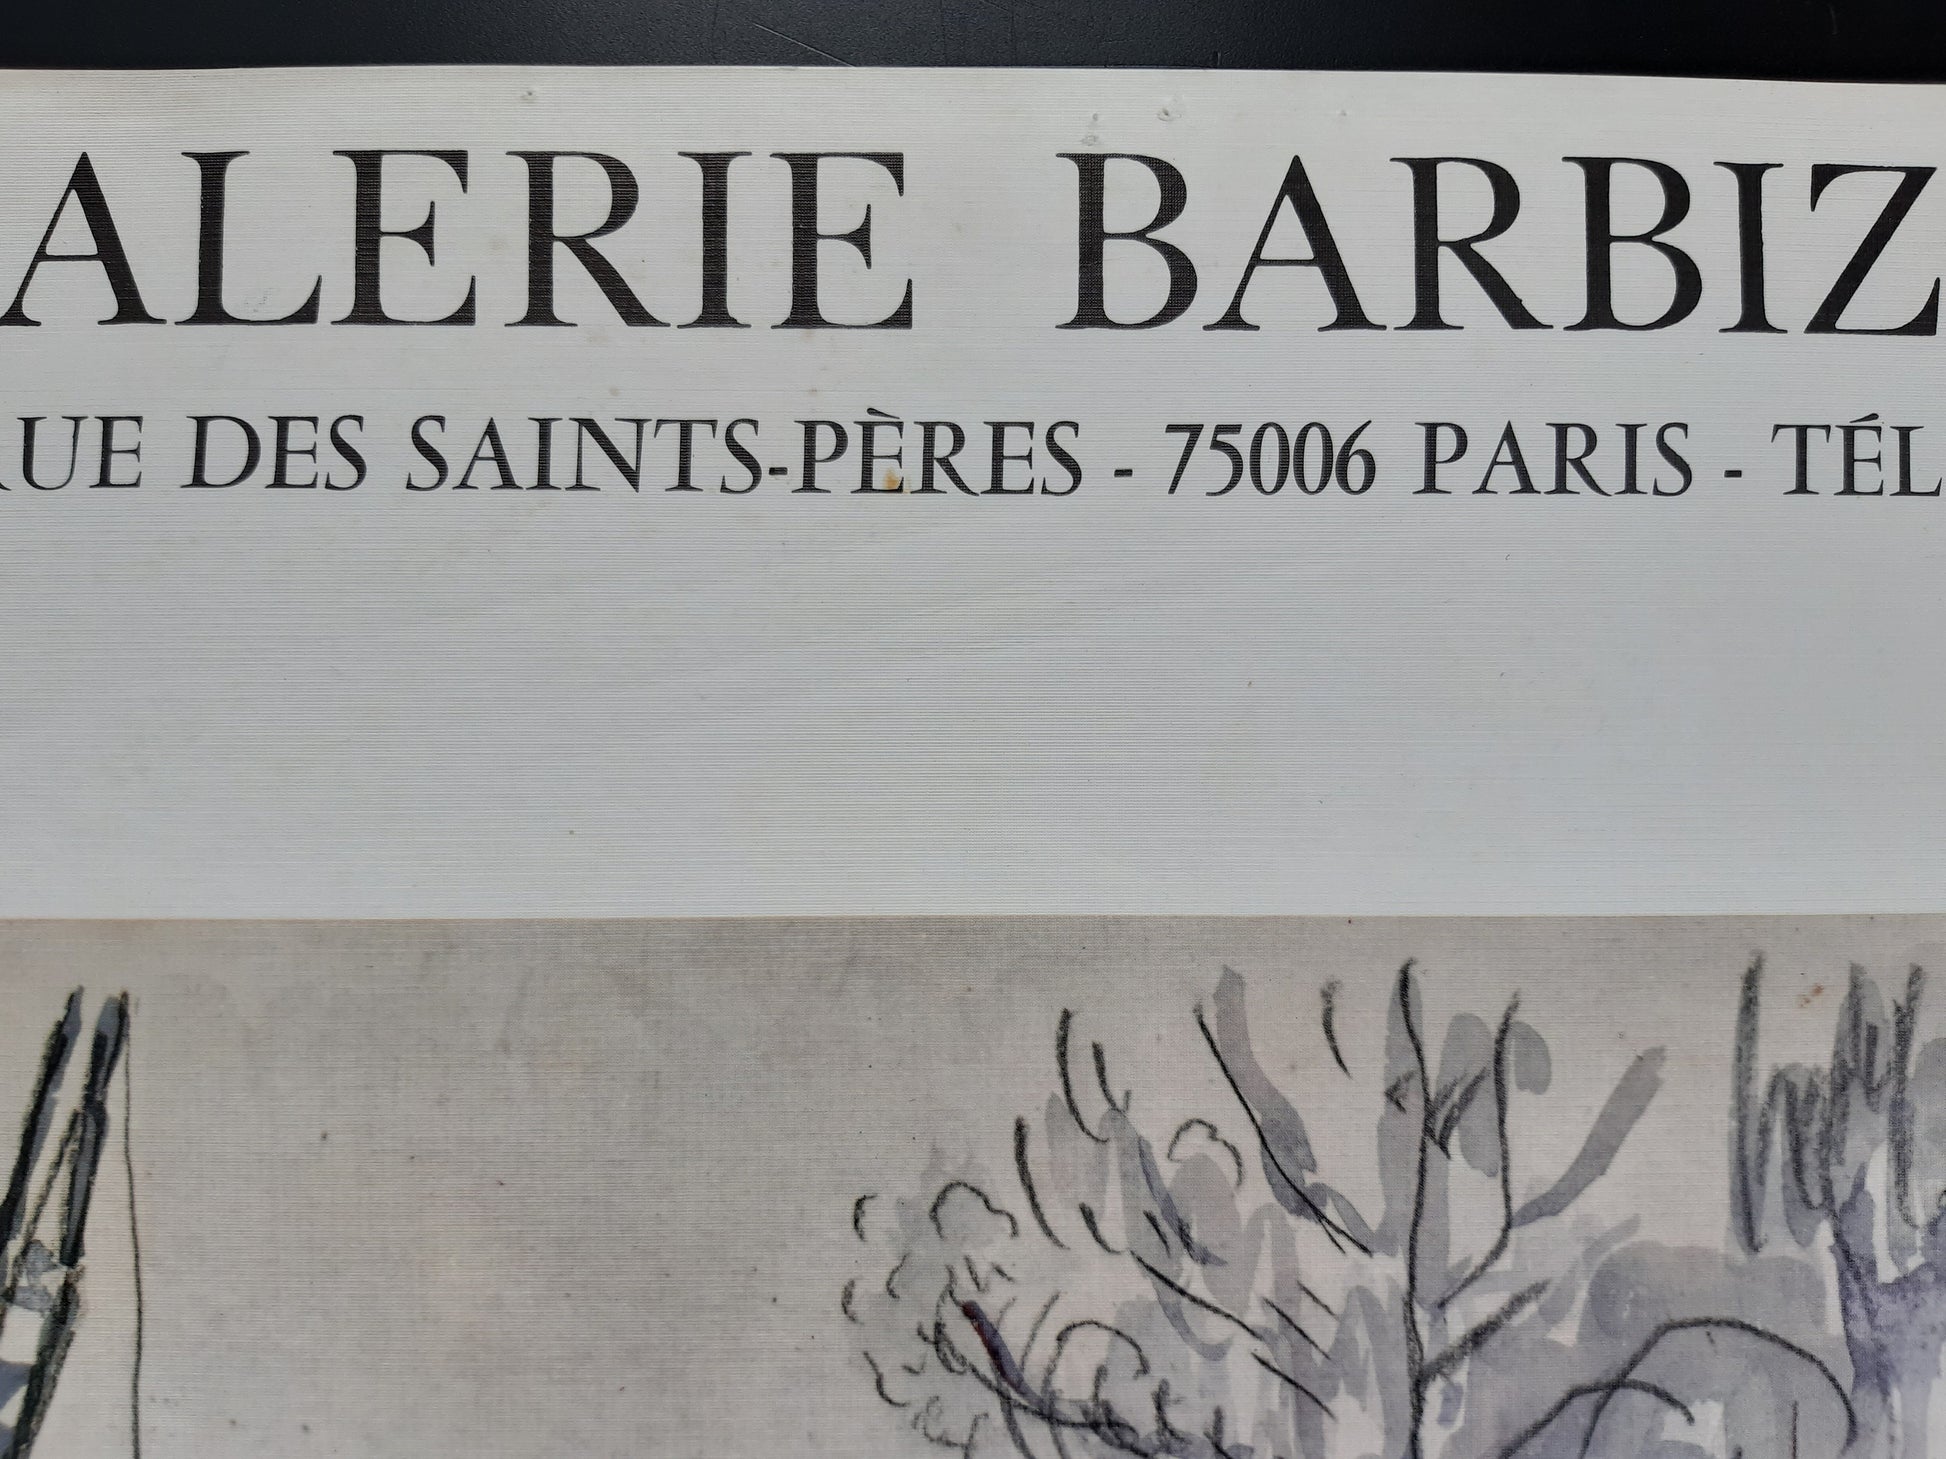 ALERIE BARBIZ
RUE DES SAINTS-PÈRES - 75006 PARIS - TÉL